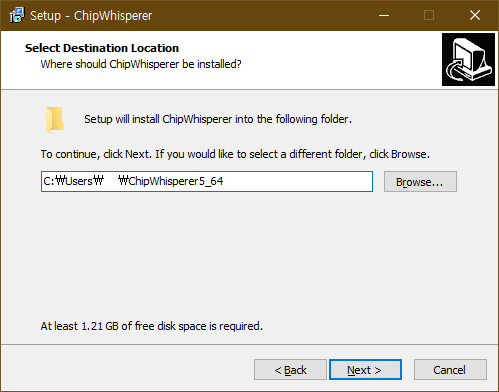 Setup - ChipWhisperer
Select Destination Location
Where should ChipWhisperer be installed?
Setup will install ChipWhisperer into the following folder.
To continue, click Next. If you would like to select a different folder, click Browse.
C:₩Users₩ ₩ChipWhisperer5_64
Browse...
At least 1.21 GB of free disk space is required.
< Back
Next >
Cancel